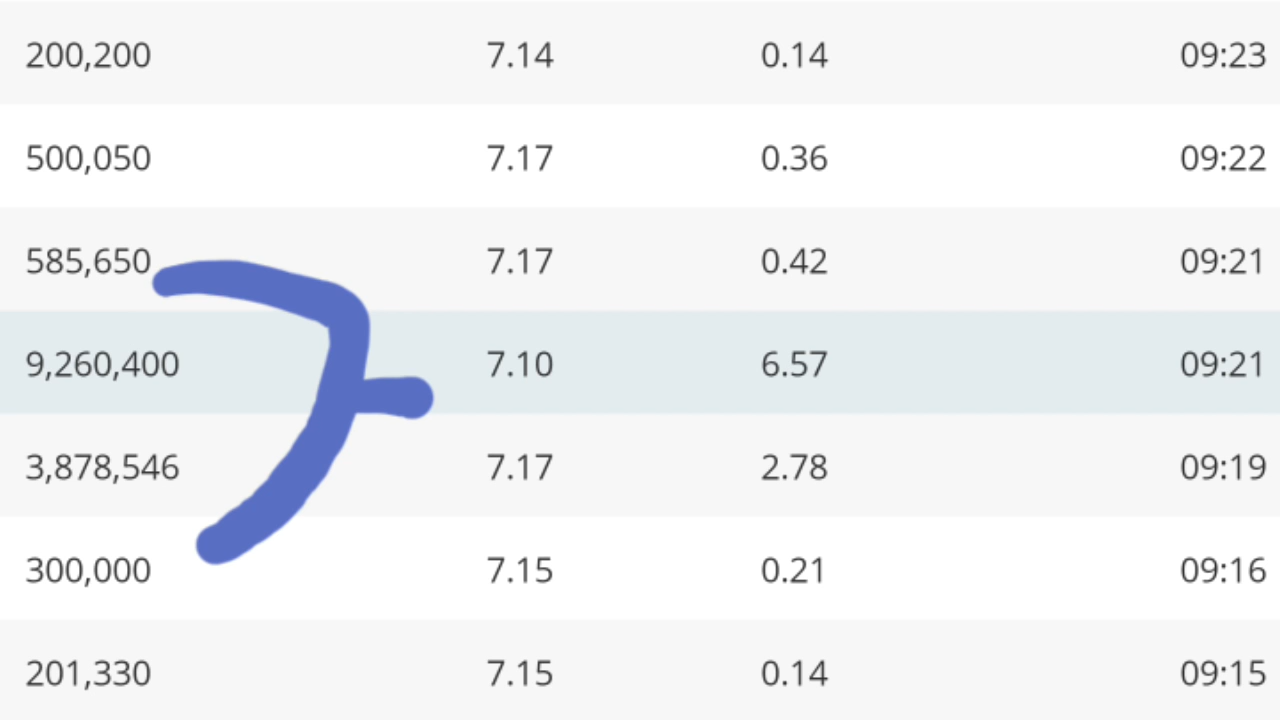 200,200 7.14 0.14 09:23
500,050 7.17 0.36 09:22
585,650 7.17 0.42 09:21
9,260,400 7.10 6.57 09:21
3,878,546 7.17 2.78 09:19
300,000 7.15 0.21 09:16
201,330 7.15 0.14 09:15